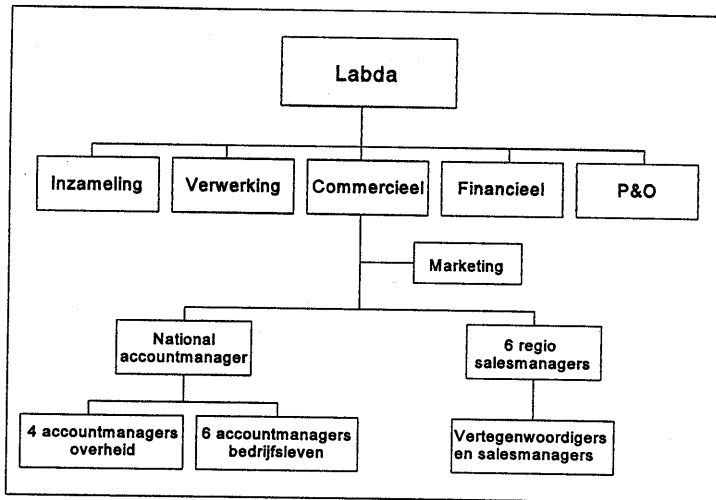 Labda
Inzameling
Verwerking
Commercieel
Financieel
P&O
Marketing
National
accountmanager
6 regio
salesmanagers
4 accountmanagers
overheid
6 accountmanagers
bedrijfsleven
Vertegenwoordigers
en salesmanagers